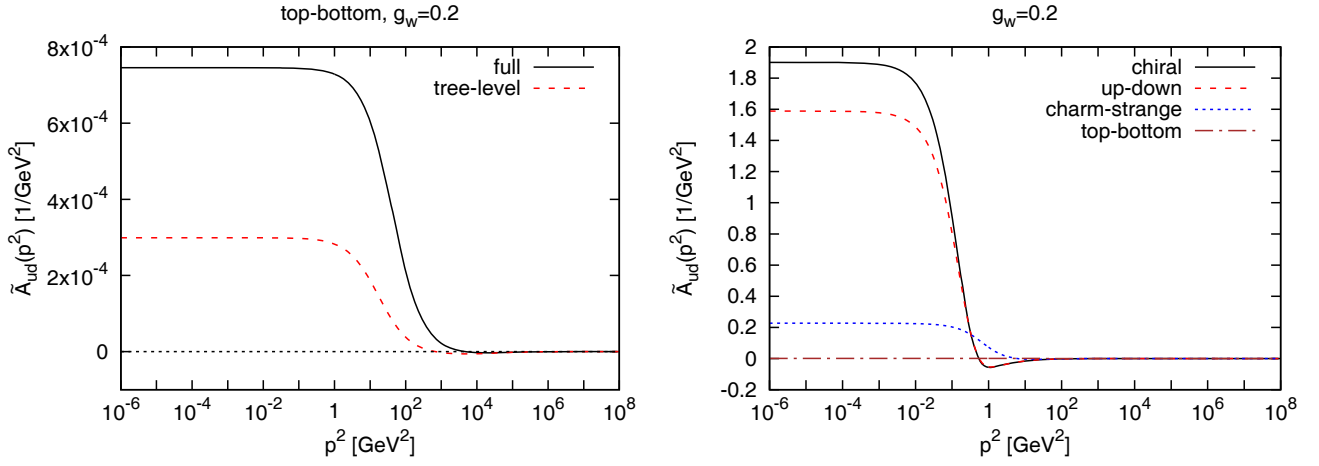 top-bottom, g_w=0.2
8x10^-4
6x10^-4
4x10^-4
2x10^-4
0
Ã_ud(p^2) [1/GeV^2]
full
tree-level
10^-6 10^-4 10^-2 1 10^2 10^4 10^6 10^8
p^2 [GeV^2]
g_w=0.2
2
1.8
1.6
1.4
1.2
1
0.8
0.6
0.4
0.2
0
-0.2
Ã_ud(p^2) [1/GeV^2]
chiral
up-down
charm-strange
top-bottom
10^-6 10^-4 10^-2 1 10^2 10^4 10^6 10^8
p^2 [GeV^2]